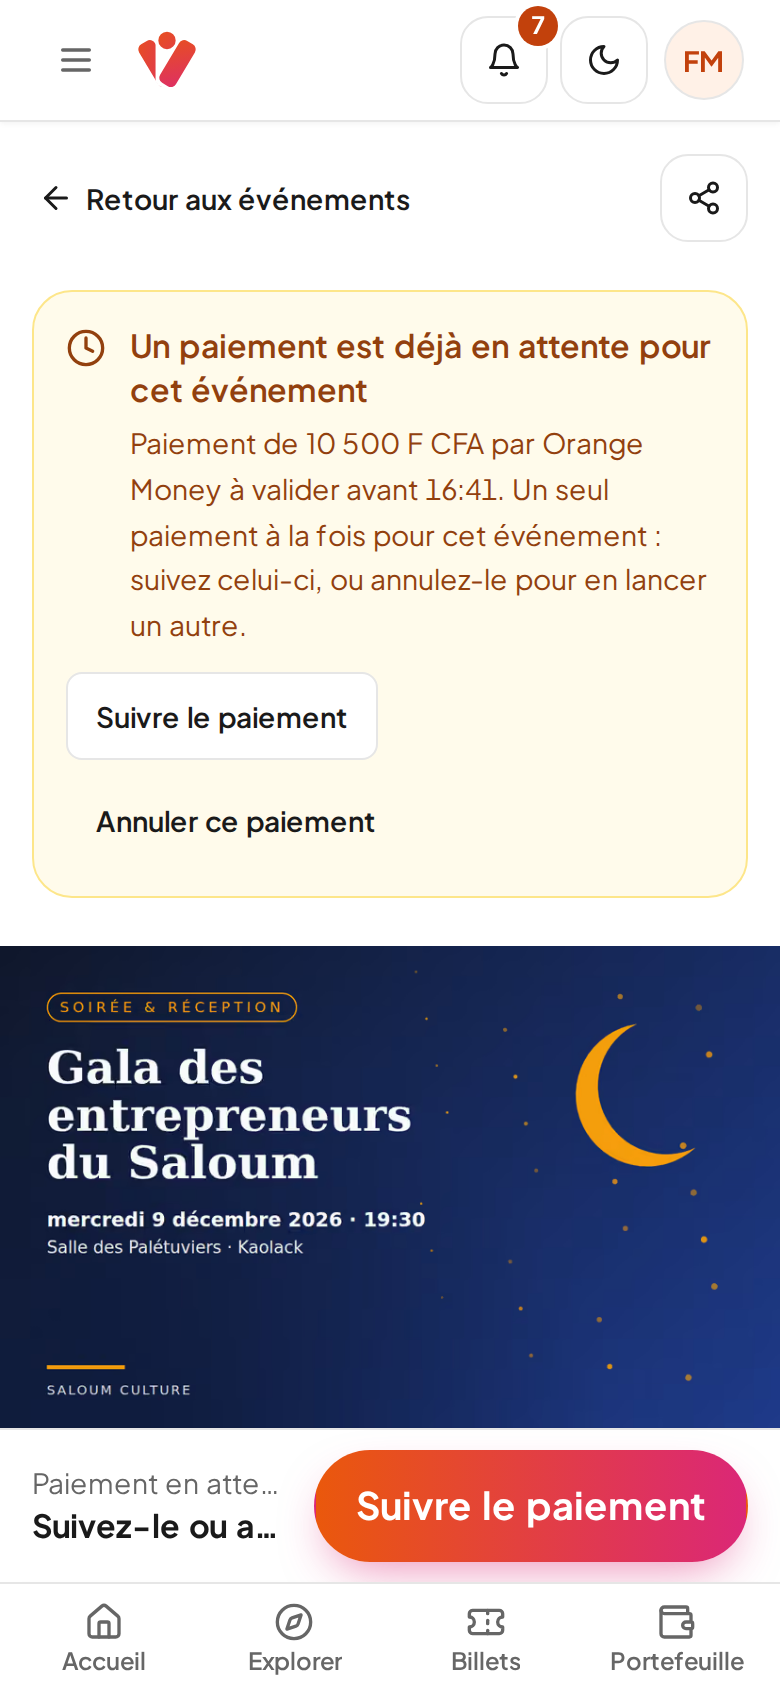 7
FM
Retour aux événements
Un paiement est déjà en attente pour
cet événement
Paiement de 10 500 F CFA par Orange
Money à valider avant 16:41. Un seul
paiement à la fois pour cet événement :
suivez celui-ci, ou annulez-le pour en lancer
un autre.
Suivre le paiement
Annuler ce paiement
SOIRÉE & RÉCEPTION
Gala des
entrepreneurs
du Saloum
mercredi 9 décembre 2026 · 19:30
Salle des Palétuviers · Kaolack
SALOUM CULTURE
Paiement en atte...
Suivez-le ou a...
Suivre le paiement
Accueil
Explorer
Billets
Portefeuille